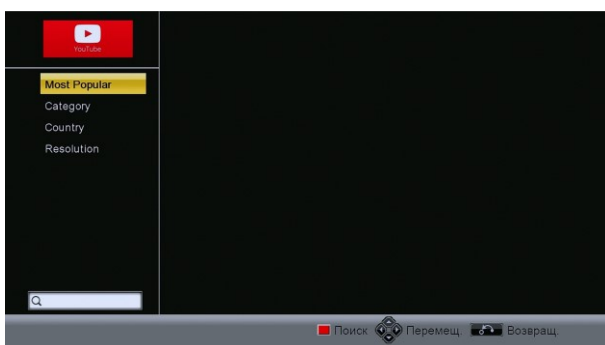 YouTube
Most Popular
Category
Country
Resolution
Поиск Перемещ. Возвращ.